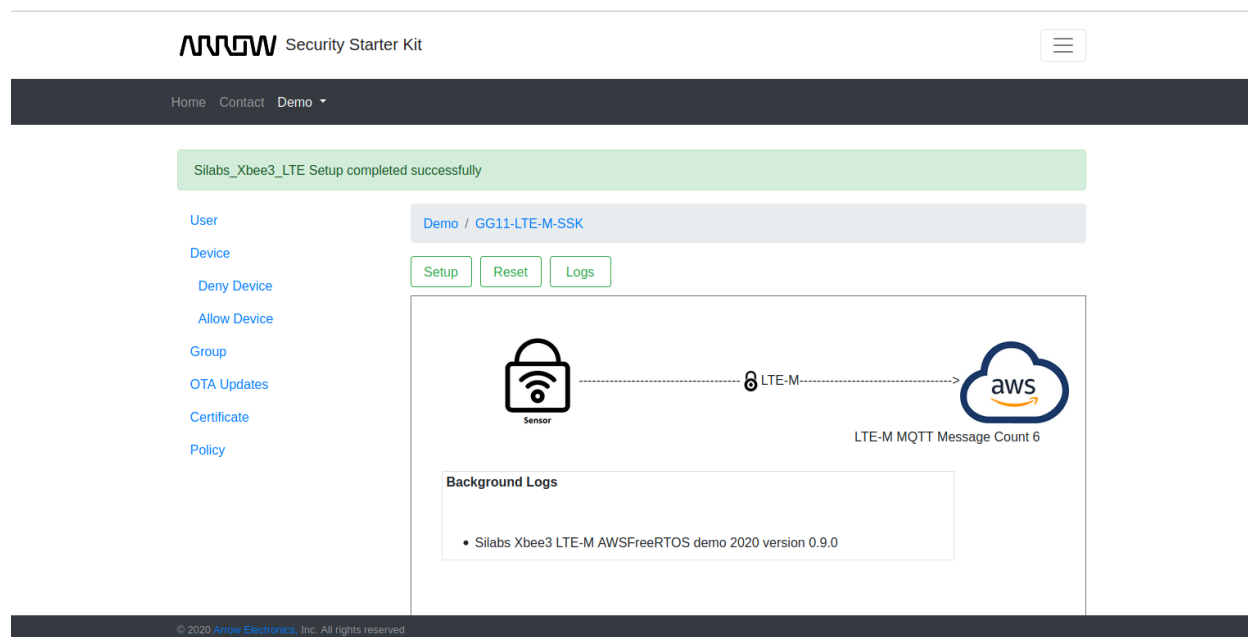 ARROW Security Starter Kit
Home Contact Demo
Silabs_Xbee3_LTE Setup completed successfully
User
Device
Deny Device
Allow Device
Group
OTA Updates
Certificate
Policy
Demo / GG11-LTE-M-SSK
Setup Reset Logs
Sensor
---------------------------------- LTE-M-------------------------------->
aws
LTE-M MQTT Message Count 6
Background Logs
• Silabs Xbee3 LTE-M AWSFreeRTOS demo 2020 version 0.9.0
© 2020 Arrow Electronics, Inc. All rights reserved